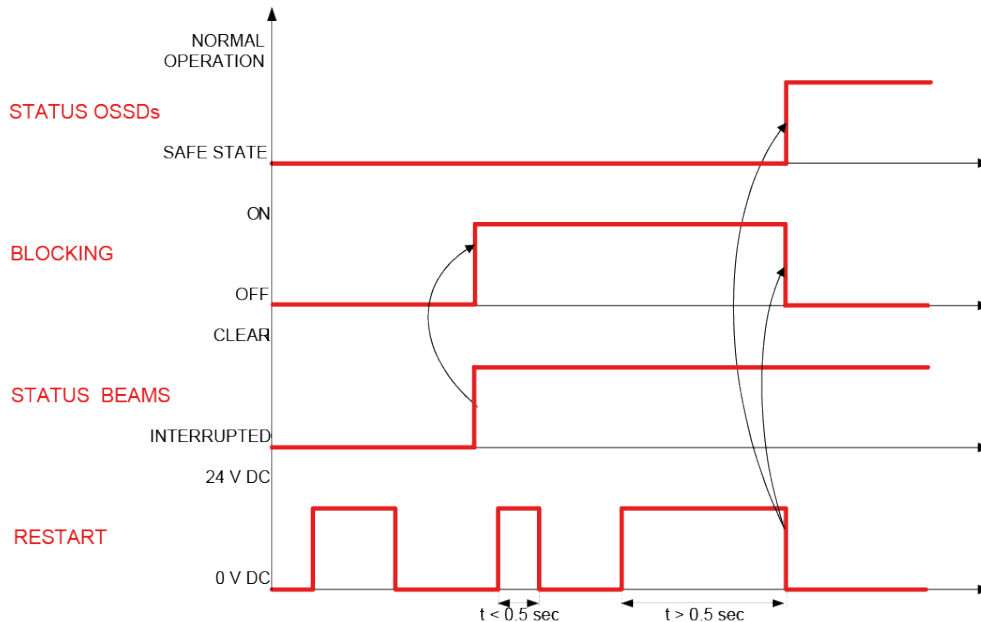 NORMAL
OPERATION
STATUS OSSDs
SAFE STATE
ON
BLOCKING
OFF
CLEAR
STATUS BEAMS
INTERRUPTED
24 V DC
RESTART
0 V DC
t < 0.5 sec
t > 0.5 sec